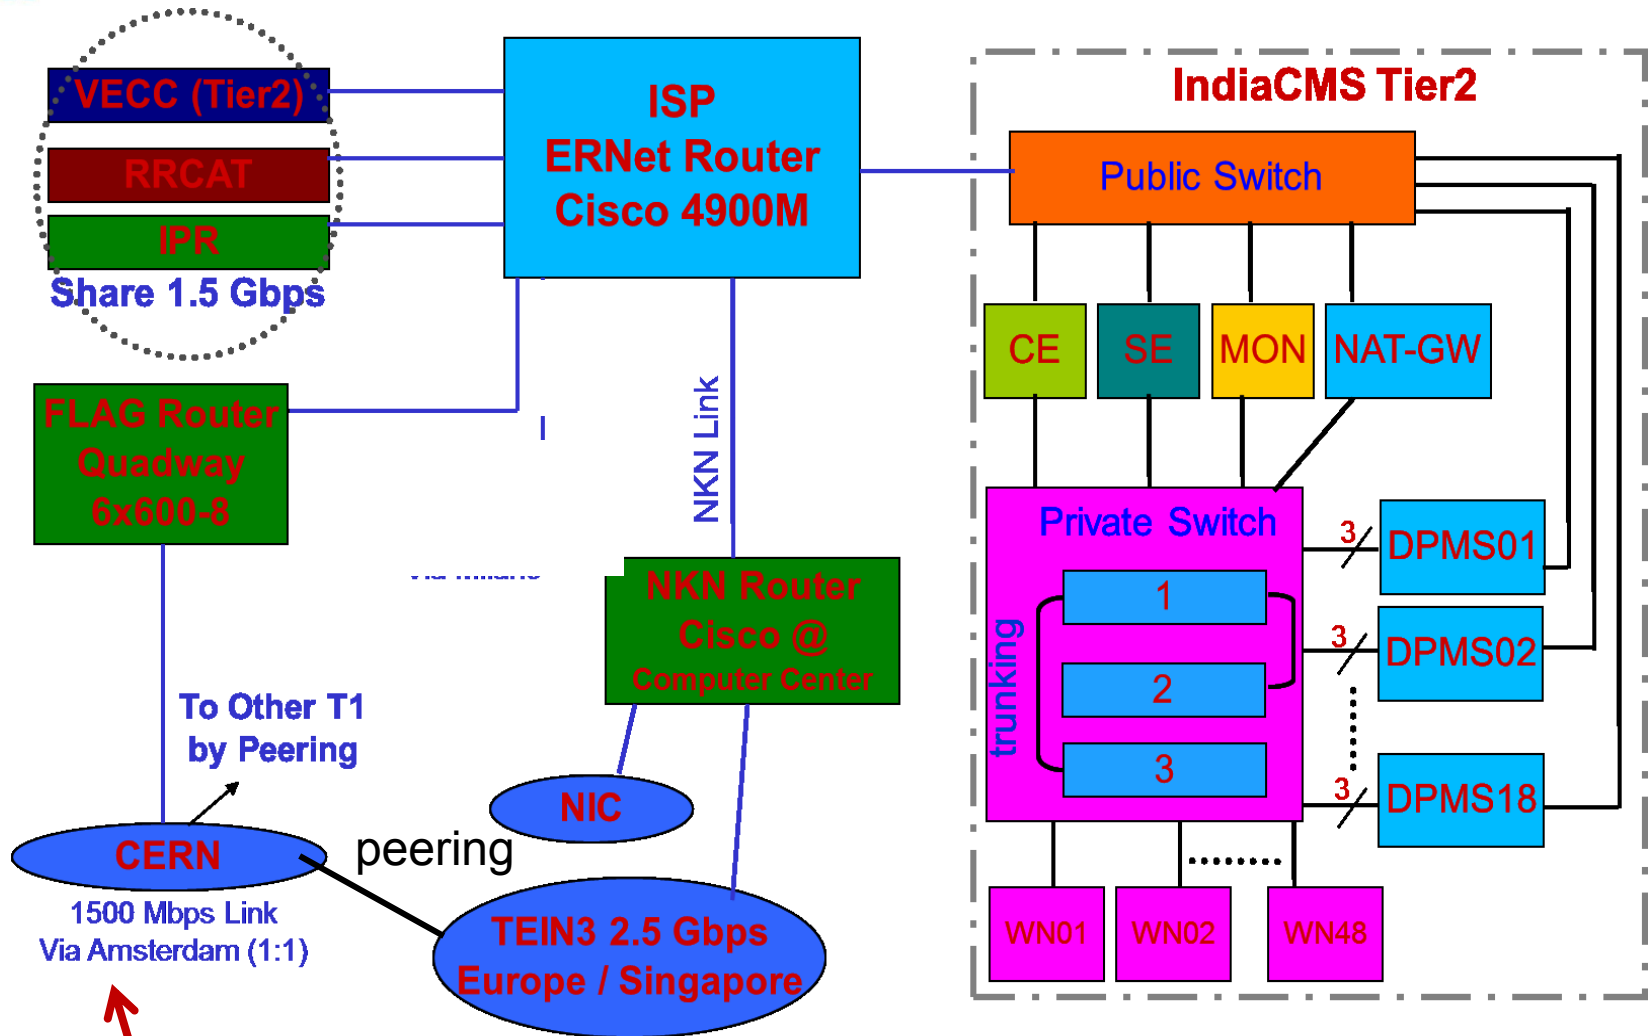 VECC (Tier2)
RRCAT
IPR
Share 1.5 Gbps
ISP
ERNet Router
Cisco 4900M
FLAG Router
Quadway
6x600-8
NKN Link
NKN Router
Cisco @
Computer Center
To Other T1
by Peering
NIC
CERN
peering
1500 Mbps Link
Via Amsterdam (1:1)
TEIN3 2.5 Gbps
Europe / Singapore
IndiaCMS Tier2
Public Switch
CE
SE
MON
NAT-GW
Private Switch
trunking
1
2
3
3
DPMS01
3
DPMS02
3
DPMS18
WN01
WN02
WN48